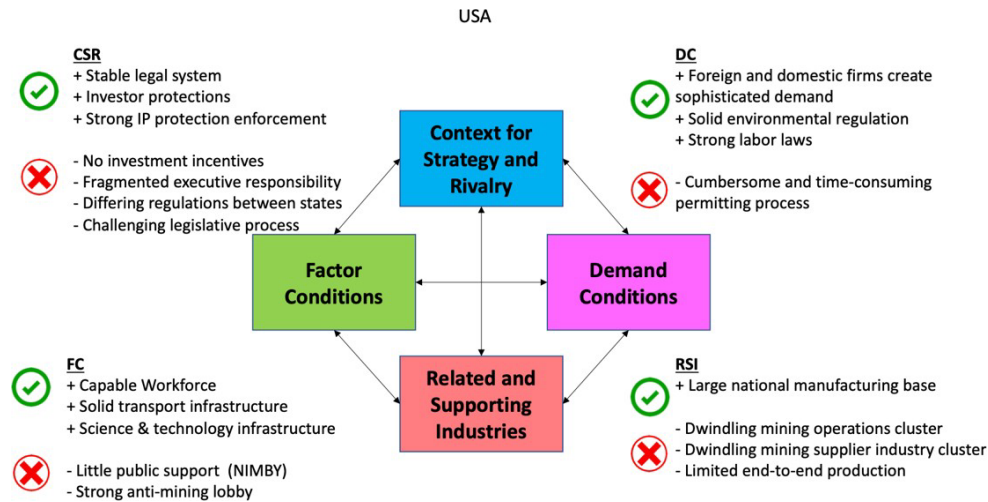 USA
CSR
+ Stable legal system
+ Investor protections
+ Strong IP protection enforcement
- No investment incentives
- Fragmented executive responsibility
- Differing regulations between states
- Challenging legislative process
DC
+ Foreign and domestic firms create
sophisticated demand
+ Solid environmental regulation
+ Strong labor laws
- Cumbersome and time-consuming
permitting process
Context for
Strategy and
Rivalry
Factor
Conditions
Demand
Conditions
Related and
Supporting
Industries
FC
+ Capable Workforce
+ Solid transport infrastructure
+ Science & technology infrastructure
- Little public support (NIMBY)
- Strong anti-mining lobby
RSI
+ Large national manufacturing base
- Dwindling mining operations cluster
- Dwindling mining supplier industry cluster
- Limited end-to-end production